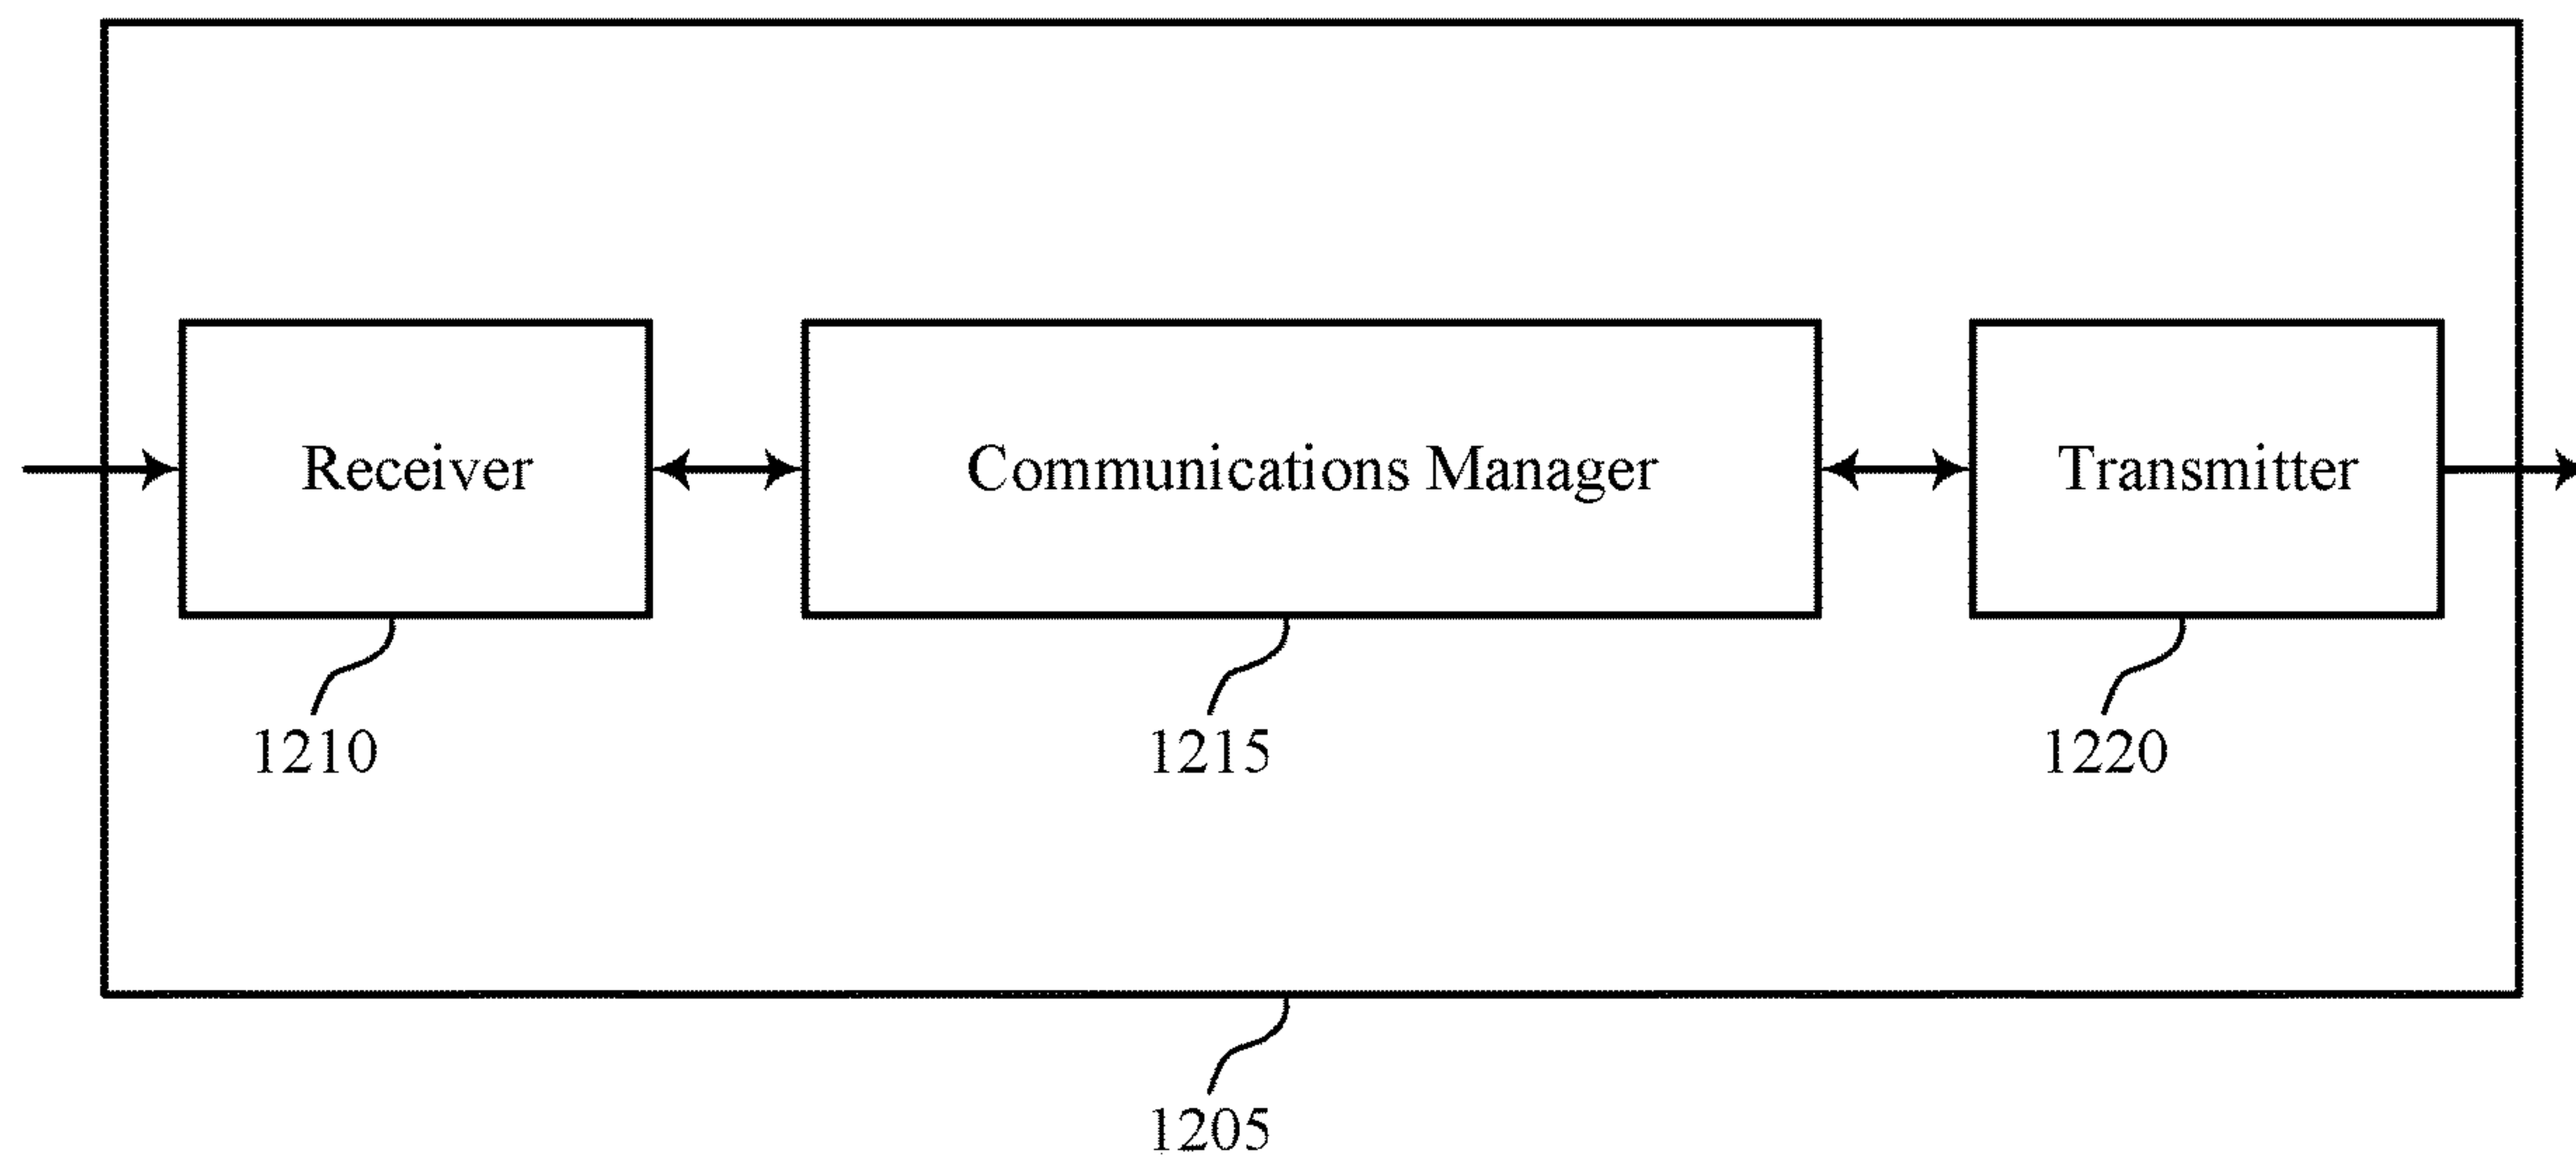 Receiver
Communications Manager
Transmitter
1210
1215
1220
1205